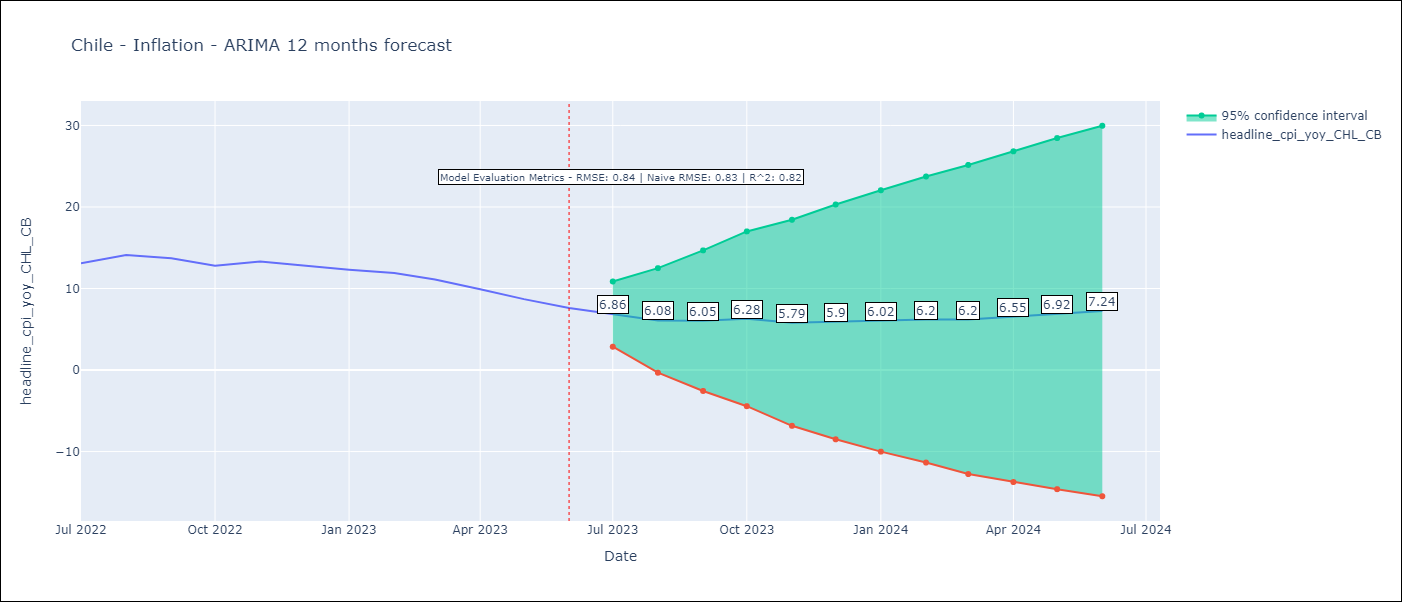 Chile - Inflation - ARIMA 12 months forecast
95% confidence interval
headline_cpi_yoy_CHL_CB
Model Evaluation Metrics - RMSE: 0.84 | Naive RMSE: 0.83 | R^2: 0.82
headline_cpi_yoy_CHL_CB
30
20
10
0
−10
6.86
6.08
6.05
6.28
5.79
5.9
6.02
6.2
6.2
6.55
6.92
7.24
Jul 2022
Oct 2022
Jan 2023
Apr 2023
Jul 2023
Oct 2023
Jan 2024
Apr 2024
Jul 2024
Date